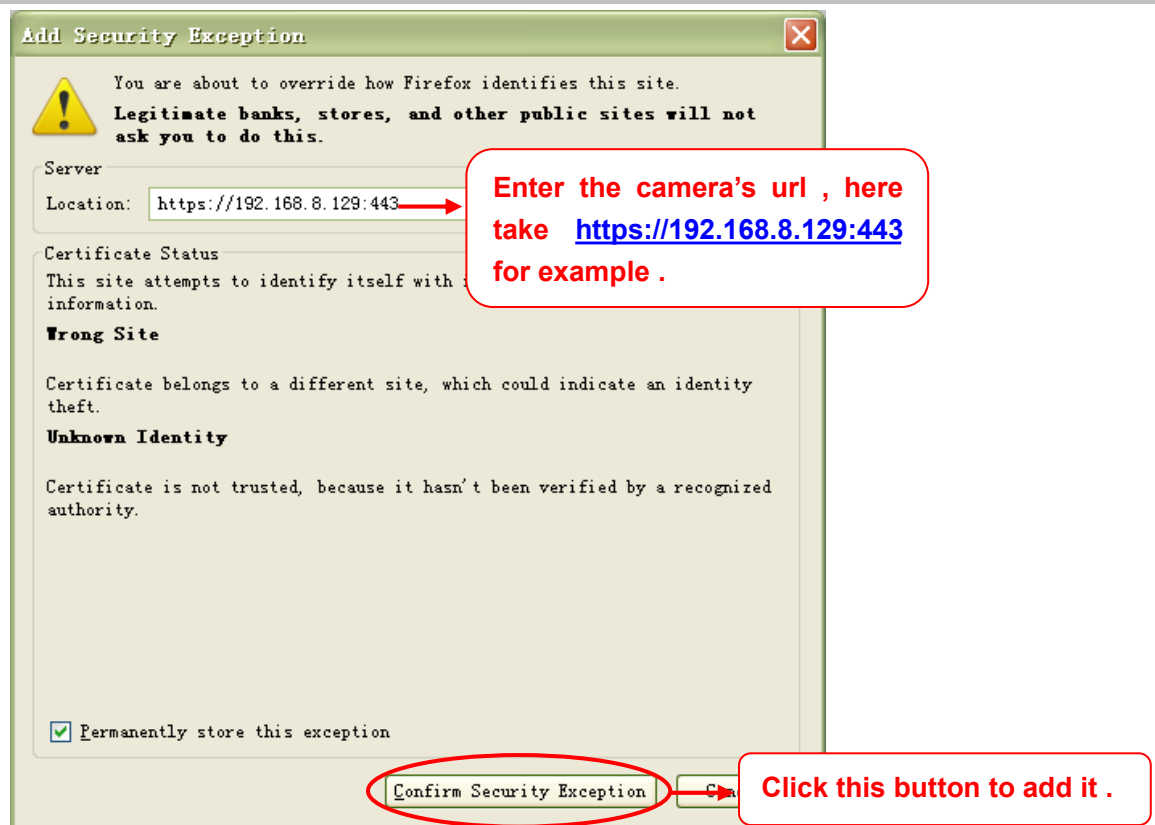 Add Security Exception
You are about to override how Firefox identifies this site.
Legitimate banks, stores, and other public sites will not
ask you to do this.
Server
Location: https://192.168.8.129:443
Enter the camera's url , here
take https://192.168.8.129:443
for example .
Certificate Status
This site attempts to identify itself with
information.
Wrong Site
Certificate belongs to a different site, which could indicate an identity
theft.
Unknown Identity
Certificate is not trusted, because it hasn't been verified by a recognized
authority.
Permanently store this exception
Confirm Security Exception
Click this button to add it .